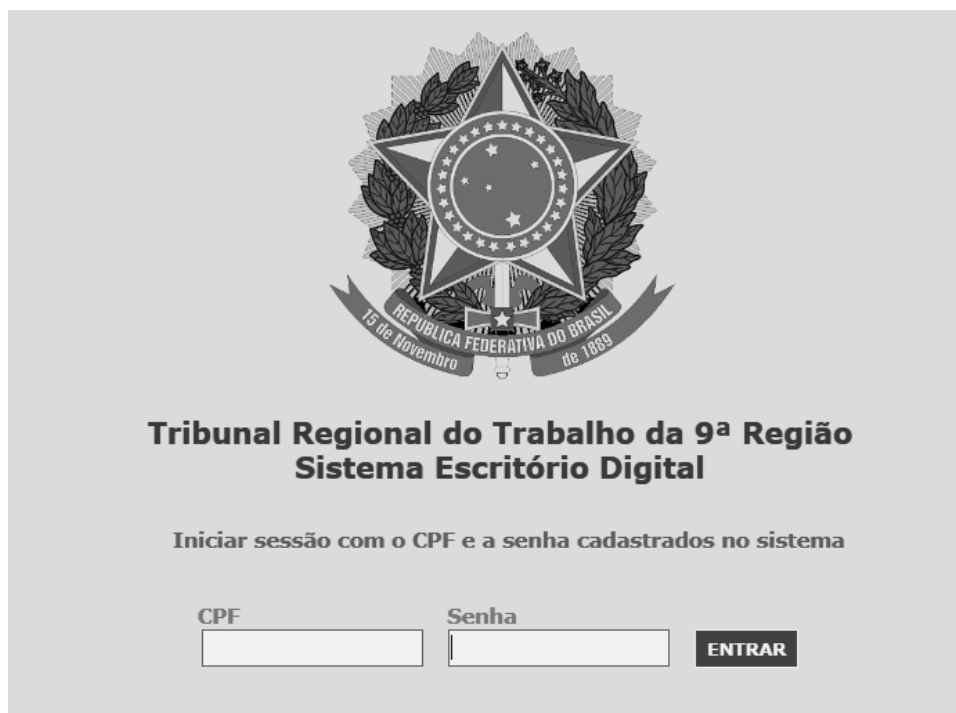 REPUBLICA FEDERATIVA DO BRASIL
15 de Novembro
de 1889
Tribunal Regional do Trabalho da 9ª Região
Sistema Escritório Digital
Iniciar sessão com o CPF e a senha cadastrados no sistema
CPF
Senha
ENTRAR